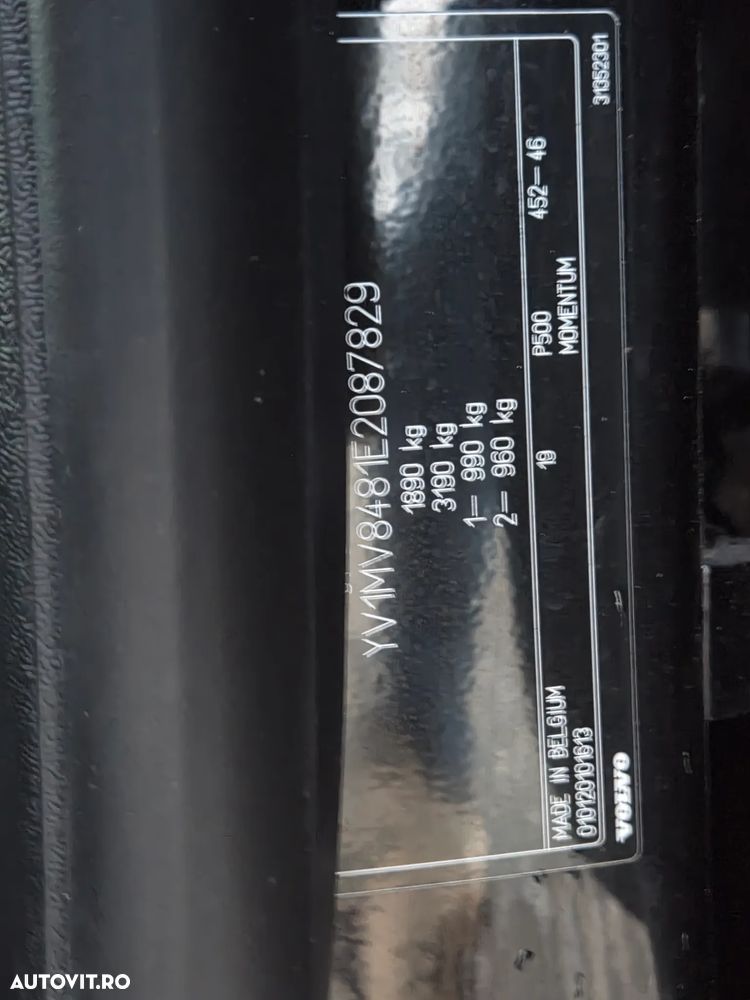 YV1MV8481E2087829
1890 kg
3190 kg
1– 990 kg
2– 960 kg
19 P500 452–46
MADE IN BELGIUM MOMENTUM
010120101613
VOLVO 31352301
AUTOVIT.RO